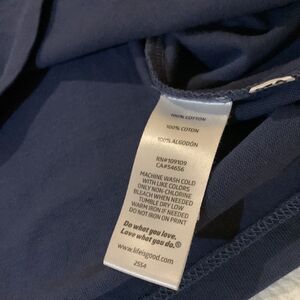 100% COTTON
100% COTON
100% ALGODÓN
RN#109109
CA#54656
MACHINE WASH COLD
WITH LIKE COLORS
ONLY NON-CHLORINE
BLEACH WHEN NEEDED
TUMBLE DRY LOW
WARM IRON IF NEEDED
DO NOT IRON ON PRINT
Do what you love.
Love what you do.®
www.lifeisgood.com
2554